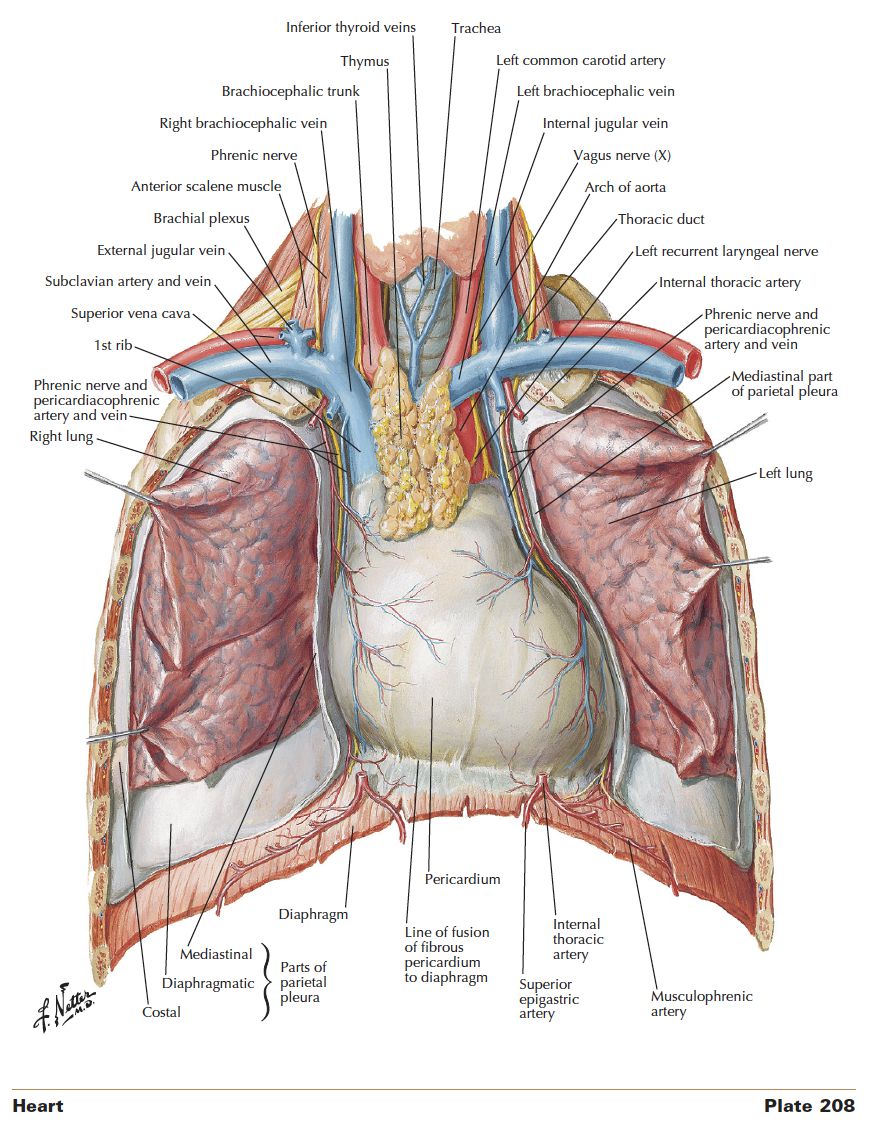 Inferior thyroid veins
Trachea
Thymus
Left common carotid artery
Brachiocephalic trunk
Left brachiocephalic vein
Right brachiocephalic vein
Internal jugular vein
Phrenic nerve
Vagus nerve (X)
Anterior scalene muscle
Arch of aorta
Brachial plexus
Thoracic duct
External jugular vein
Left recurrent laryngeal nerve
Subclavian artery and vein
Internal thoracic artery
Superior vena cava
Phrenic nerve and
pericardiacophrenic
artery and vein
1st rib
Mediastinal part
of parietal pleura
Phrenic nerve and
pericardiacophrenic
artery and vein
Right lung
Left lung
Pericardium
Diaphragm
Line of fusion
of fibrous
pericardium
to diaphragm
Internal
thoracic
artery
Mediastinal
Diaphragmatic
Costal
Parts of
parietal
pleura
Superior
epigastric
artery
Musculophrenic
artery
F. Netter
M.D.
Heart
Plate 208